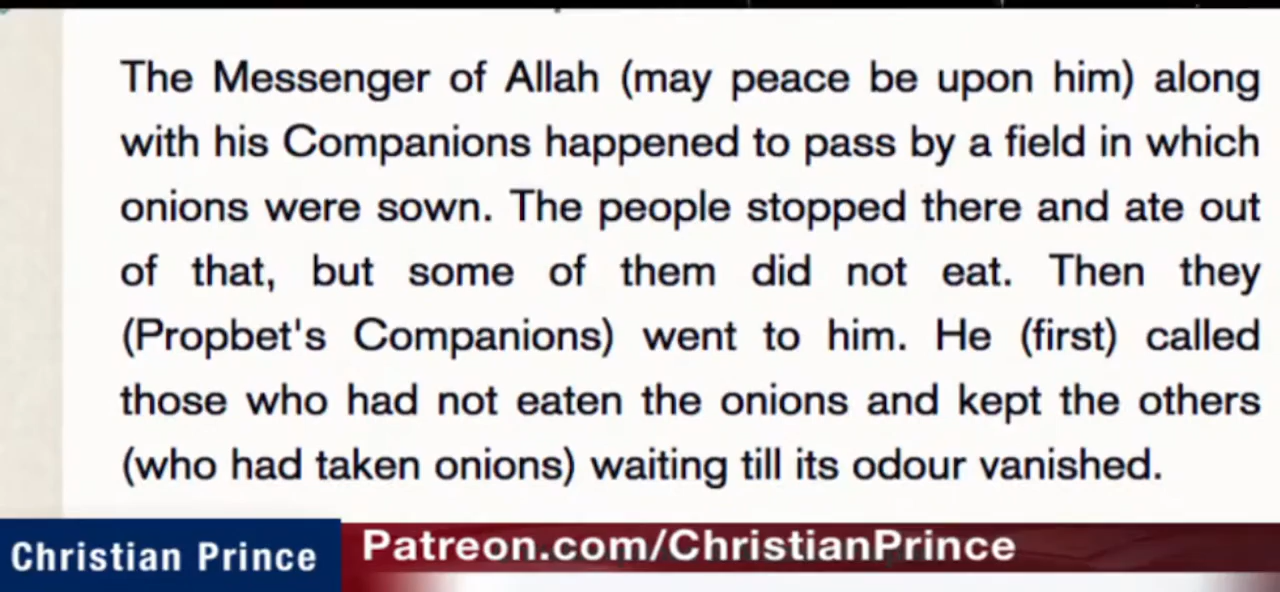 The Messenger of Allah (may peace be upon him) along
with his Companions happened to pass by a field in which
onions were sown. The people stopped there and ate out
of that, but some of them did not eat. Then they
(Propbet's Companions) went to him. He (first) called
those who had not eaten the onions and kept the others
(who had taken onions) waiting till its odour vanished.
Christian Prince
Patreon.com/ChristianPrince